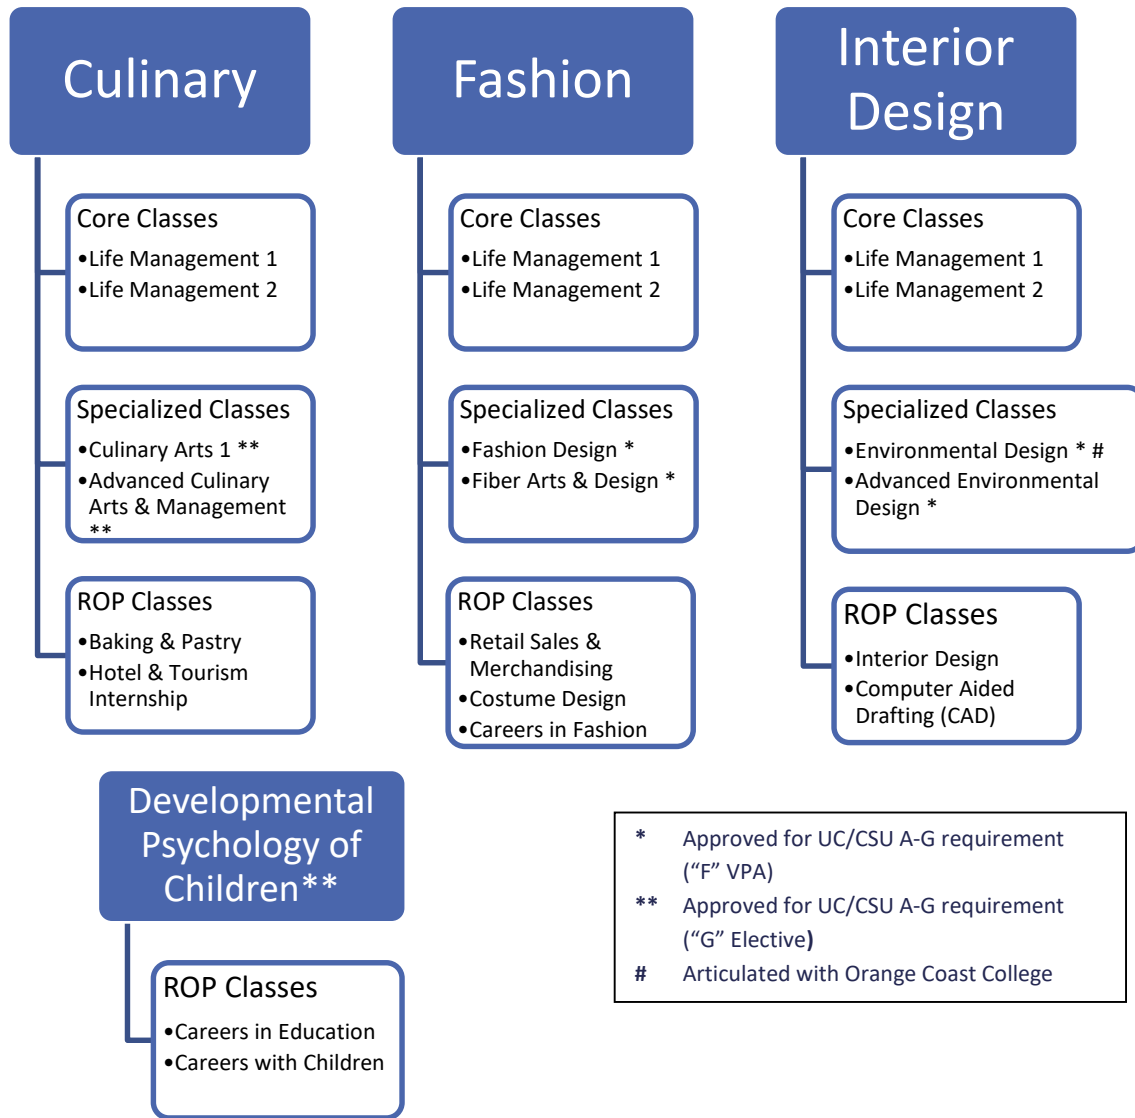 Culinary
Core Classes
•Life Management 1
•Life Management 2
Specialized Classes
•Culinary Arts 1 **
•Advanced Culinary
Arts & Management
**
ROP Classes
•Baking & Pastry
•Hotel & Tourism
Internship
Fashion
Core Classes
•Life Management 1
•Life Management 2
Specialized Classes
•Fashion Design *
•Fiber Arts & Design *
ROP Classes
•Retail Sales &
Merchandising
•Costume Design
•Careers in Fashion
Interior
Design
Core Classes
•Life Management 1
•Life Management 2
Specialized Classes
•Environmental Design * #
•Advanced Environmental
Design *
ROP Classes
•Interior Design
•Computer Aided
Drafting (CAD)
Developmental
Psychology of
Children**
ROP Classes
•Careers in Education
•Careers with Children
* Approved for UC/CSU A-G requirement
(“F” VPA)
** Approved for UC/CSU A-G requirement
(“G” Elective)
# Articulated with Orange Coast College